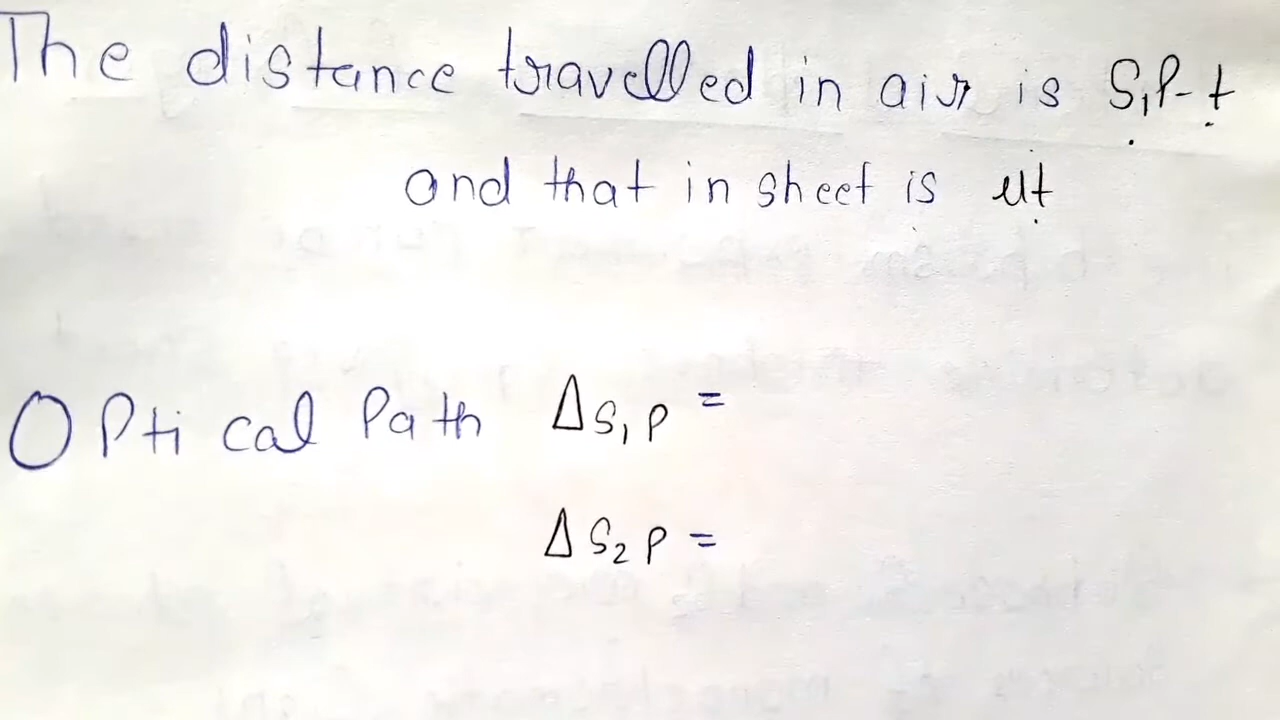 The distance travelled in air is S₁P-t
and that in sheet is μt
Optical Path ΔS₁P =
ΔS₂P =